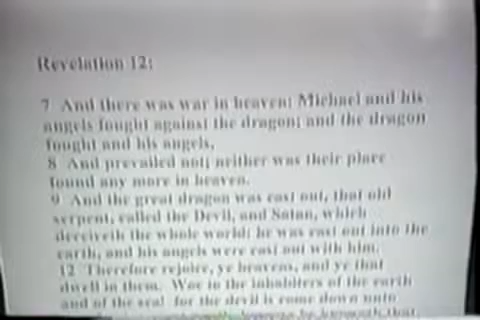 Revelation 12:
7 And there was war in heaven: Michael and his
angels fought against the dragon; and the dragon
fought and his angels,
8 And prevailed not; neither was their place
found any more in heaven.
9 And the great dragon was cast out, that old
serpent, called the Devil, and Satan, which
deceiveth the whole world: he was cast out into the
earth, and his angels were cast out with him.
12 Therefore rejoice, ye heavens, and ye that
dwell in them. Woe to the inhabiters of the earth
and of the sea! for the devil is come down unto